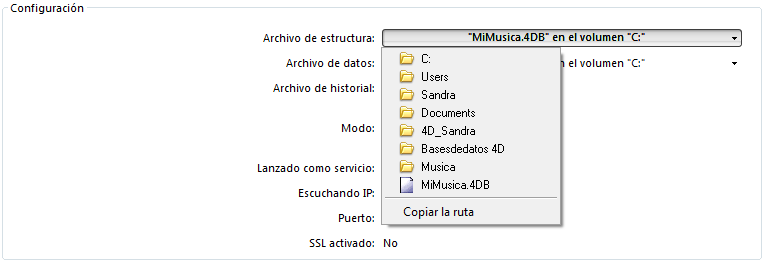 Configuración
Archivo de estructura: "MiMusica.4DB" en el volumen "C:"
Archivo de datos: en el volumen "C:"
Archivo de historial:
Modo:
Lanzado como servicio:
Escuchando IP:
Puerto:
SSL activado: No
C:
Users
Sandra
Documents
4D_Sandra
Basesdedatos 4D
Musica
MiMusica.4DB
Copiar la ruta